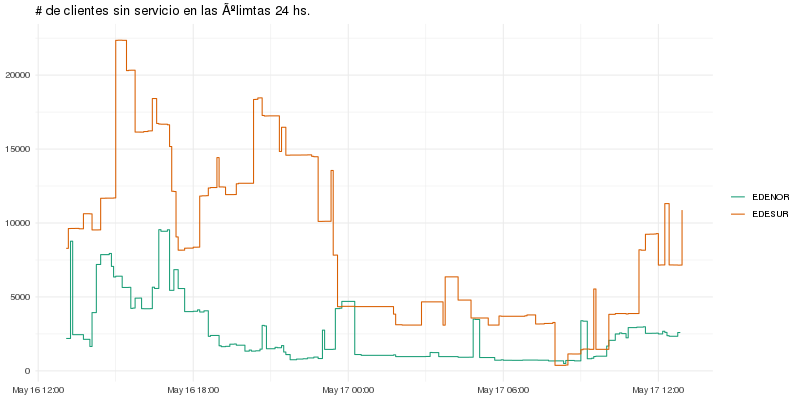 # de clientes sin servicio en las Ãºlimtas 24 hs.
20000
15000
10000
5000
0
EDENOR
EDESUR
May 16 12:00
May 16 18:00
May 17 00:00
May 17 06:00
May 17 12:00